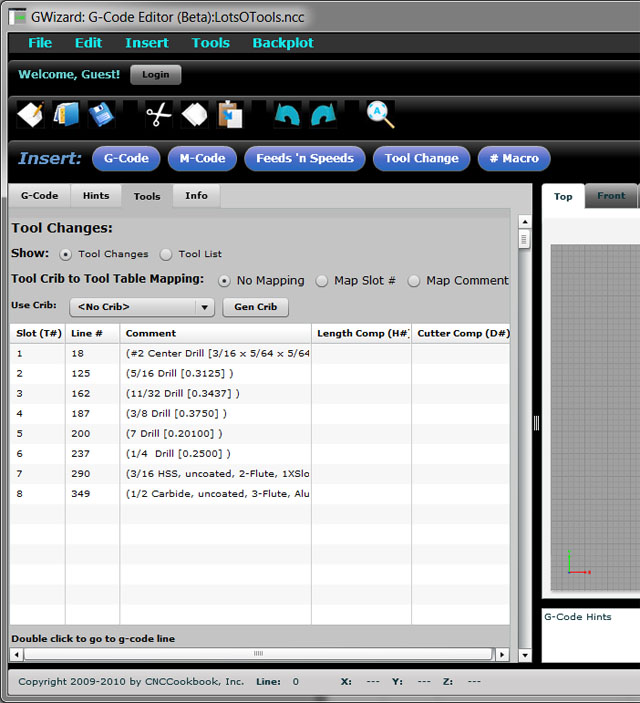 GWizard: G-Code Editor (Beta):LotsOTools.ncc
File Edit Insert Tools Backplot
Welcome, Guest! Login
A
Insert: G-Code M-Code Feeds 'n Speeds Tool Change # Macro
G-Code Hints Tools Info Top Front
Tool Changes:
Show: Tool Changes Tool List
Tool Crib to Tool Table Mapping: No Mapping Map Slot # Map Comment
Use Crib: <No Crib> Gen Crib
Slot (T#) Line # Comment Length Comp (H#) Cutter Comp (D#)
1 18 (#2 Center Drill [3/16 x 5/64 x 5/64
2 125 (5/16 Drill [0.3125] )
3 162 (11/32 Drill [0.3437] )
4 187 (3/8 Drill [0.3750] )
5 200 (7 Drill [0.20100] )
6 237 (1/4  Drill [0.2500] )
7 290 (3/16 HSS, uncoated, 2-Flute, 1XSlo
8 349 (1/2 Carbide, uncoated, 3-Flute, Alu
G-Code Hints
Double click to go to g-code line
Copyright 2009-2010 by CNCCookbook, Inc. Line: 0 X: --- Y: --- Z: ---